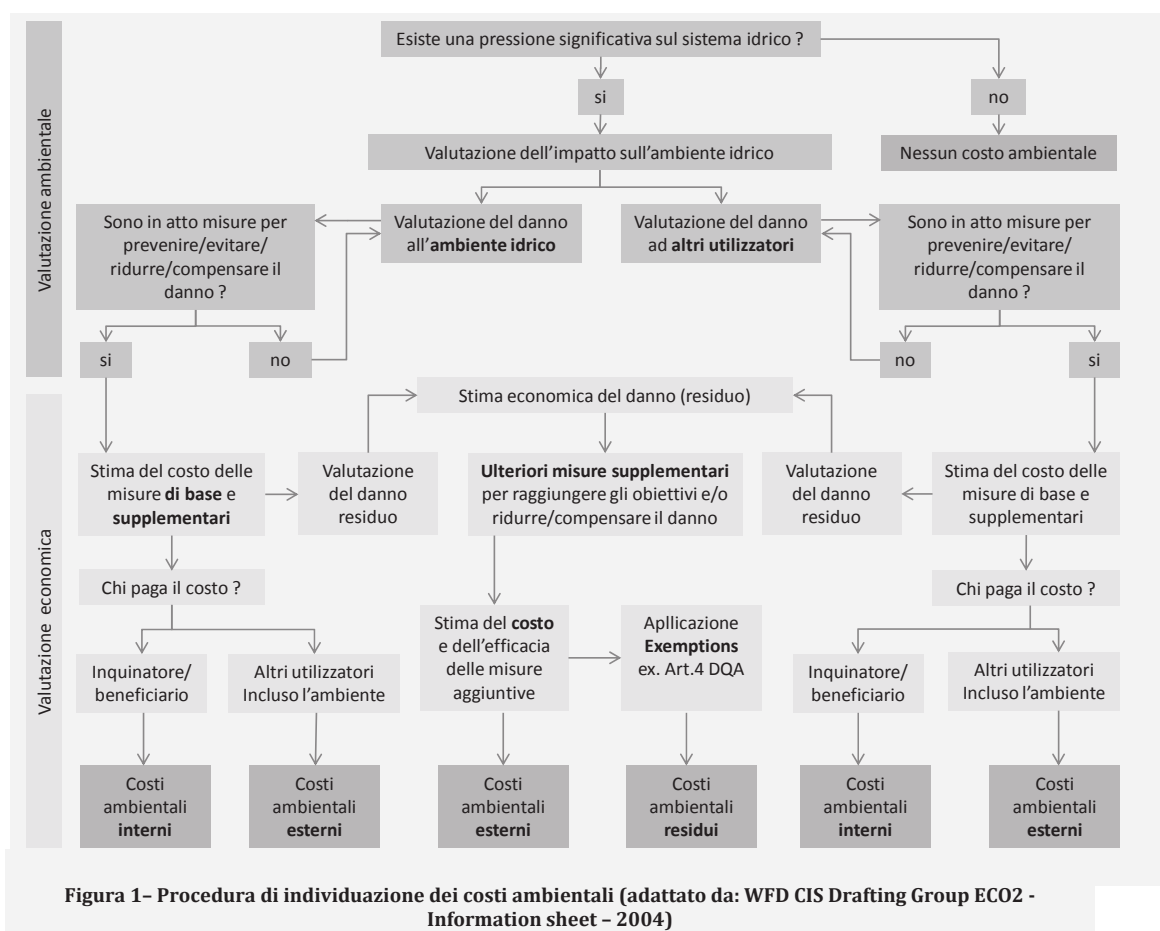 Esiste una pressione significativa sul sistema idrico ?
si
no
Valutazione dell'impatto sull'ambiente idrico
Nessun costo ambientale
Valutazione ambientale
Sono in atto misure per
prevenire/evitare/
ridurre/compensare il
danno ?
Valutazione del danno
all'ambiente idrico
Valutazione del danno
ad altri utilizzatori
Sono in atto misure per
prevenire/evitare/
ridurre/compensare il
danno ?
si
no
no
si
Valutazione economica
Stima economica del danno (residuo)
Stima del costo delle
misure di base e
supplementari
Valutazione
del danno
residuo
Ulteriori misure supplementari
per raggiungere gli obiettivi e/o
ridurre/compensare il danno
Valutazione
del danno
residuo
Stima del costo delle
misure di base e
supplementari
Chi paga il costo ?
Chi paga il costo ?
Inquinatore/
beneficiario
Altri utilizzatori
Incluso l'ambiente
Stima del costo
e dell'efficacia
delle misure
aggiuntive
Apllicazione
Exemptions
ex. Art.4 DQA
Inquinatore/
beneficiario
Altri utilizzatori
Incluso l'ambiente
Costi
ambientali
interni
Costi
ambientali
esterni
Costi
ambientali
esterni
Costi
ambientali
residui
Costi
ambientali
interni
Costi
ambientali
esterni
Figura 1– Procedura di individuazione dei costi ambientali (adattato da: WFD CIS Drafting Group ECO2 -
Information sheet – 2004)